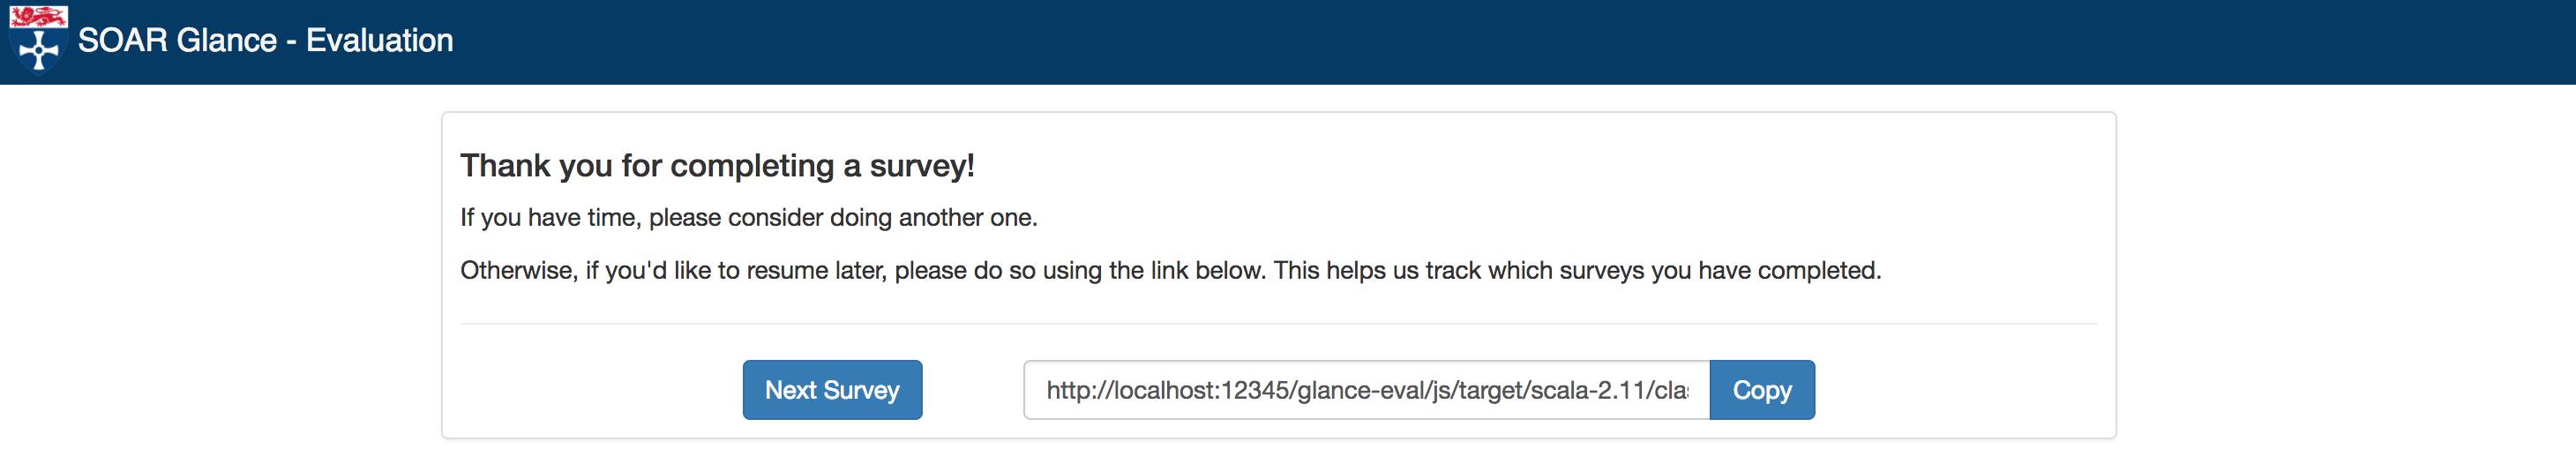 SOAR Glance - Evaluation
Thank you for completing a survey!
If you have time, please consider doing another one.
Otherwise, if you'd like to resume later, please do so using the link below. This helps us track which surveys you have completed.
Next Survey
http://localhost:12345/glance-eval/js/target/scala-2.11/cla
Copy